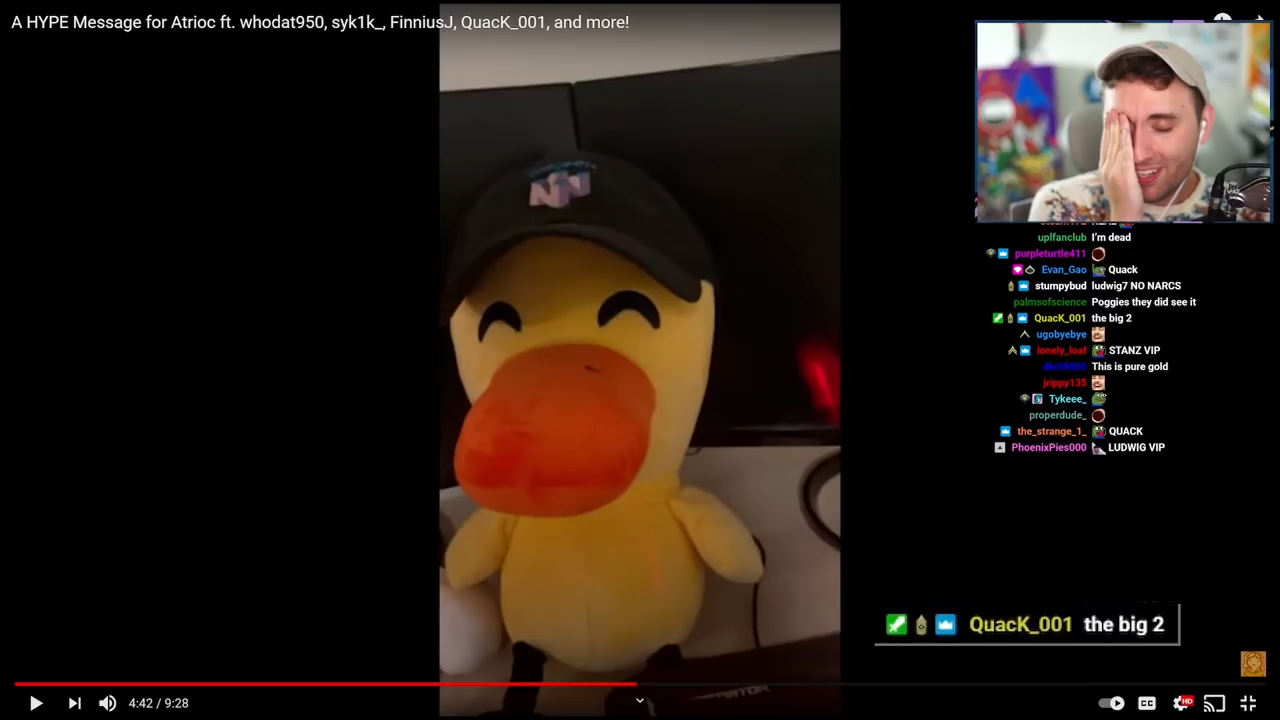 A HYPE Message for Atrioc ft. whodat950, syk1k_, FinniusJ, QuacK_001, and more!
uplfanclub I'm dead
purpleturtle411
Evan_Gao Quack
stumpybud ludwig7 NO NARCS
palmsofscience Poggies they did see it
QuacK_001 the big 2
ugobyebye
lonely_loaf STANZ VIP
This is pure gold
jrippy135
Tykeee_
properdude_
the_strange_1_ QUACK
PhoenixPies000 LUDWIG VIP
QuacK_001 the big 2
4:42 / 9:28
CC
HD